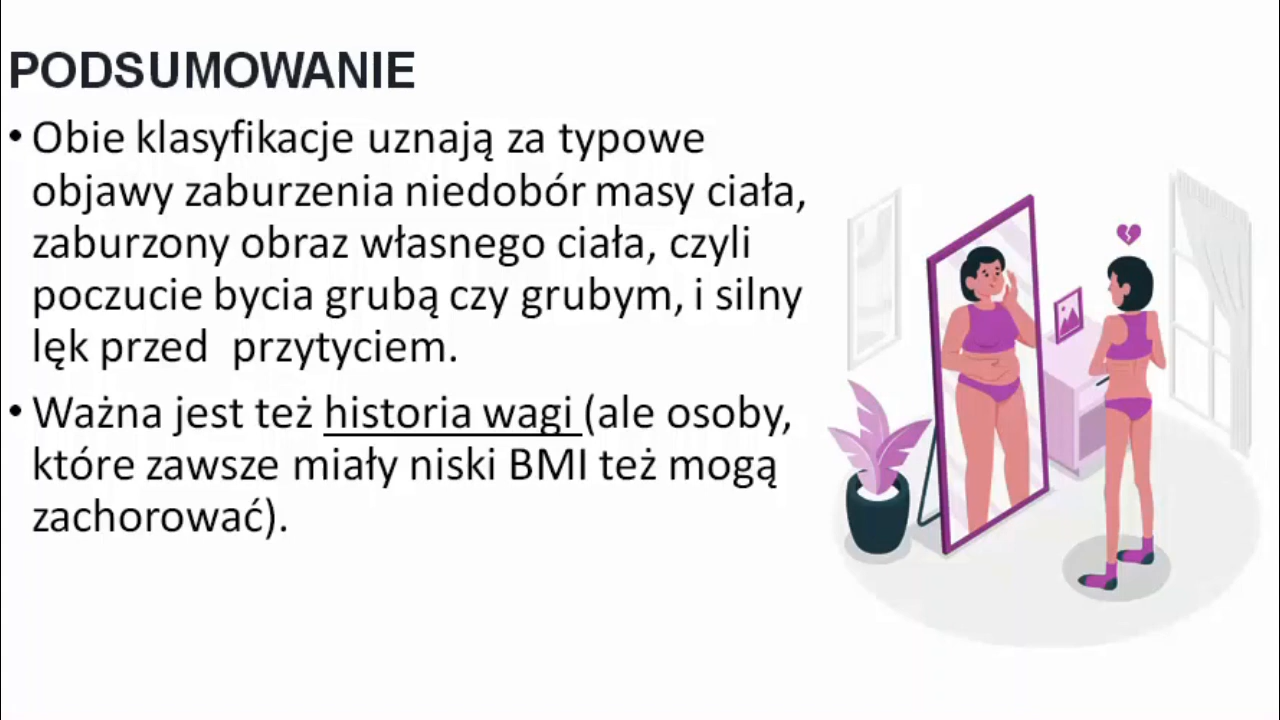 PODSUMOWANIE
• Obie klasyfikacje uznają za typowe
objawy zaburzenia niedobór masy ciała,
zaburzony obraz własnego ciała, czyli
poczucie bycia grubą czy grubym, i silny
lęk przed  przytyciem.
• Ważna jest też historia wagi (ale osoby,
które zawsze miały niski BMI też mogą
zachorować).